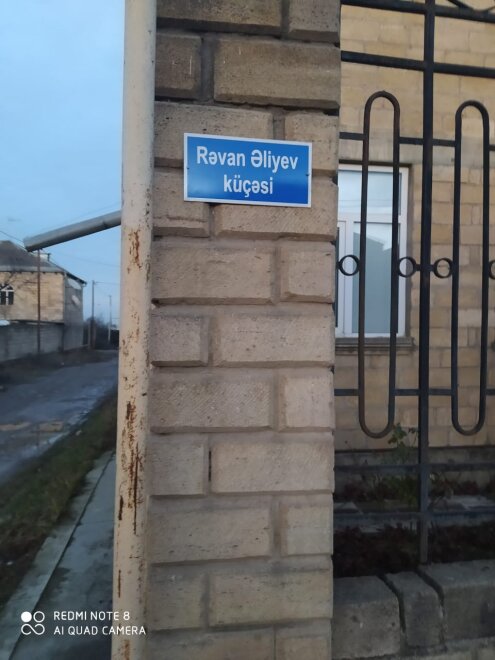 Rəvan Əliyev
küçəsi
REDMI NOTE 8
AI QUAD CAMERA